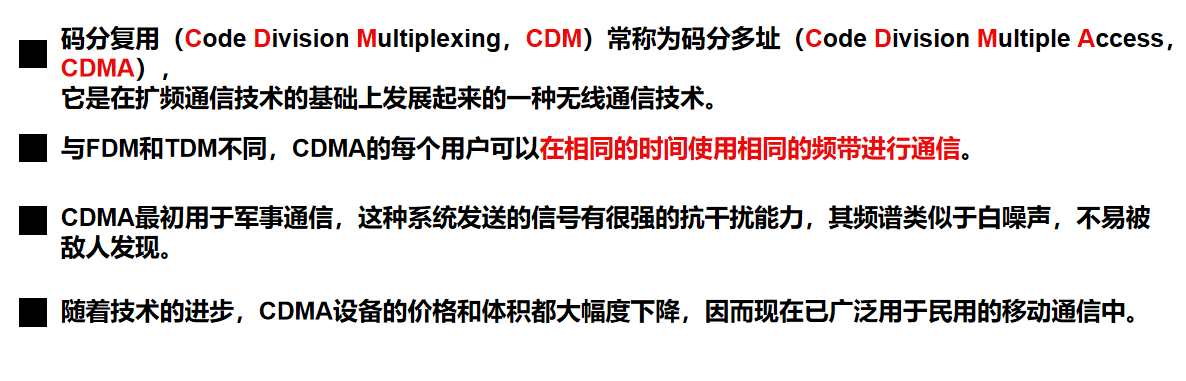 码分复用（Code Division Multiplexing，CDM）常称为码分多址（Code Division Multiple Access，
CDMA），
它是在扩频通信技术的基础上发展起来的一种无线通信技术。
与FDM和TDM不同，CDMA的每个用户可以在相同的时间使用相同的频带进行通信。
CDMA最初用于军事通信，这种系统发送的信号有很强的抗干扰能力，其频谱类似于白噪声，不易被
敌人发现。
随着技术的进步，CDMA设备的价格和体积都大幅度下降，因而现在已广泛用于民用的移动通信中。